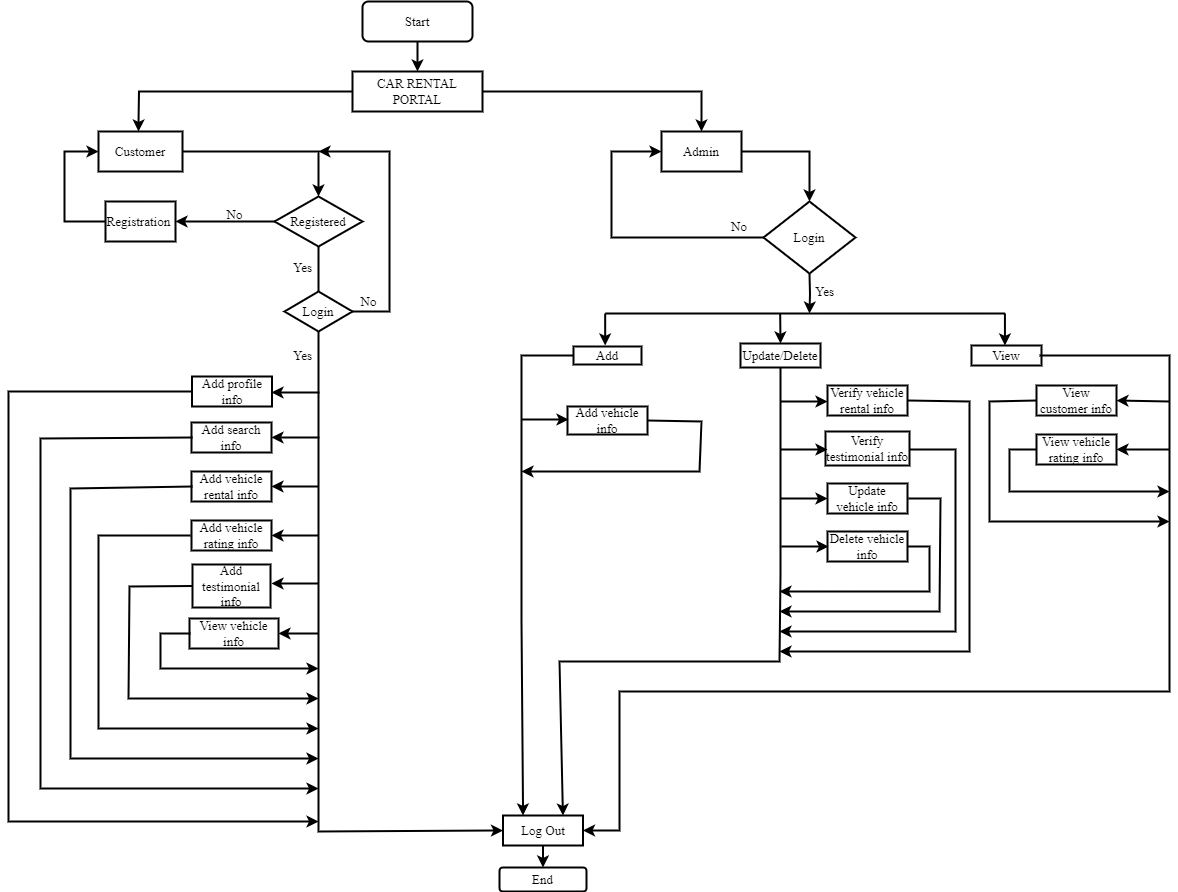 Start
CAR RENTAL
PORTAL
Customer
Admin
Registration
No
Registered
No
Login
Yes
Login
No
Yes
Yes
Add
Update/Delete
View
Add profile
info
Add search
info
Add vehicle
rental info
Add vehicle
rating info
Add
testimonial
info
View vehicle
info
Add vehicle
info
Verify vehicle
rental info
Verify
testimonial info
Update
vehicle info
Delete vehicle
info
View
customer info
View vehicle
rating info
Log Out
End